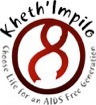 Kheth'Impilo
Choose Life for an AIDS Free Generation